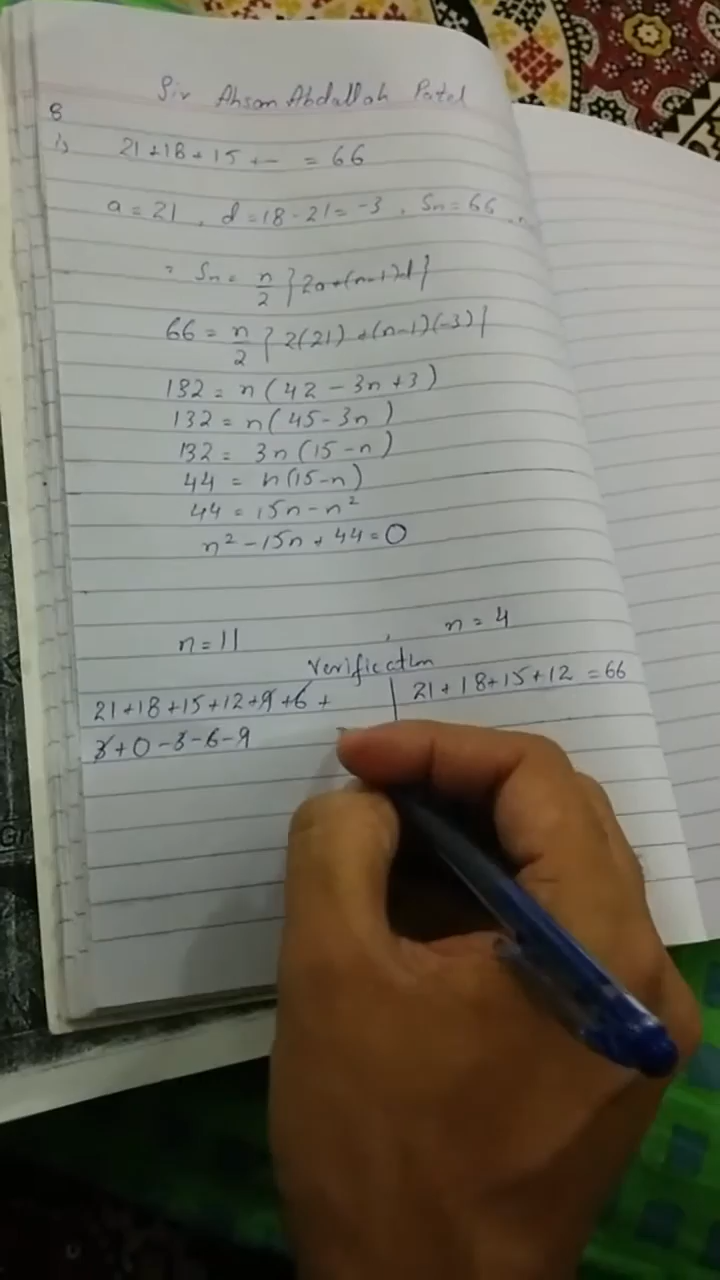 Sir Ahsan Abdallah Patel
8
i) 21+18+15+- = 66
a = 21 , d = 18-21 = -3 , Sn = 66
∵ Sn = n/2 {2a+(n-1)d}
66 = n/2 {2(21)+(n-1)(-3)}
132 = n(42-3n+3)
132 = n(45-3n)
132 = 3n(15-n)
44 = n(15-n)
44 = 15n-n²
n²-15n+44=0
n=11 , n=4
Verification
21+18+15+12+9+6+ | 21+18+15+12 = 66
3+0-3-6-9